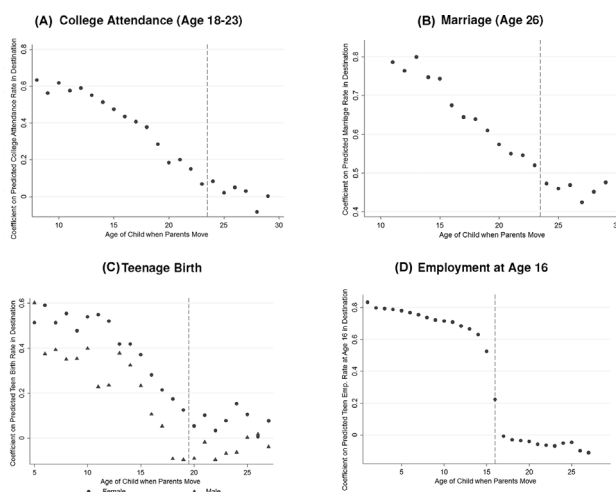 (A) College Attendance (Age 18-23)
Coefficient on Predicted College Attendance Rate in Destination
0.8
0.6
0.4
0.2
0
10
15
20
25
30
Age of Child when Parents Move
(B) Marriage (Age 26)
Coefficient on Predicted Marriage Rate in Destination
0.8
0.7
0.6
0.5
0.4
10
15
20
25
30
Age of Child when Parents Move
(C) Teenage Birth
Coefficient on Predicted Teen Birth Rate in Destination
0.6
0.4
0.2
0
5
10
15
20
25
Age of Child when Parents Move
Female
Male
(D) Employment at Age 16
Coefficient on Predicted Teen Emp. Rate at Age 16 in Destination
0.8
0.6
0.4
0.2
0
5
10
15
20
25
Age of Child when Parents Move